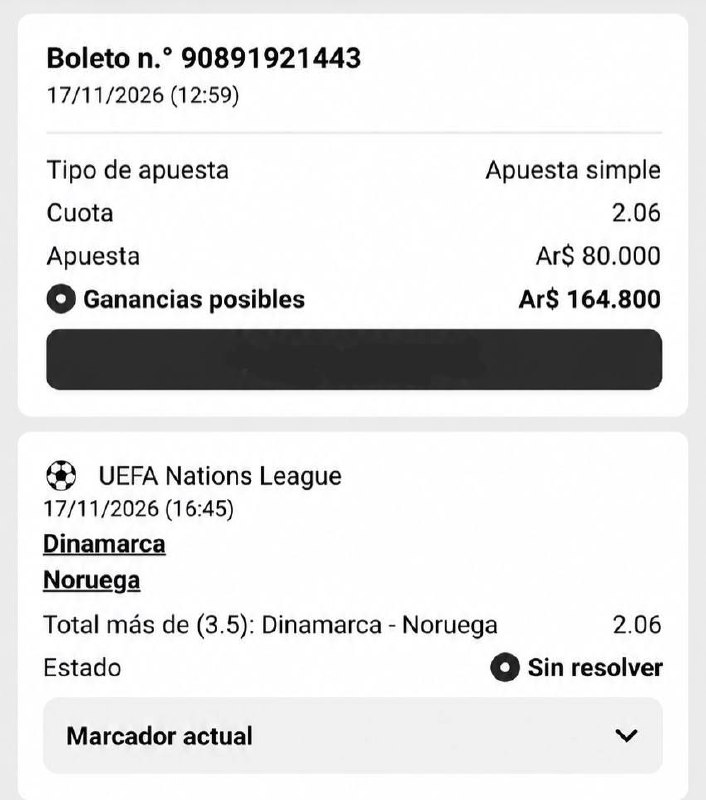 Boleto n.° 90891921443
17/11/2026 (12:59)
Tipo de apuesta Apuesta simple
Cuota 2.06
Apuesta Ar$ 80.000
Ganancias posibles Ar$ 164.800
UEFA Nations League
17/11/2026 (16:45)
Dinamarca
Noruega
Total más de (3.5): Dinamarca - Noruega 2.06
Estado Sin resolver
Marcador actual